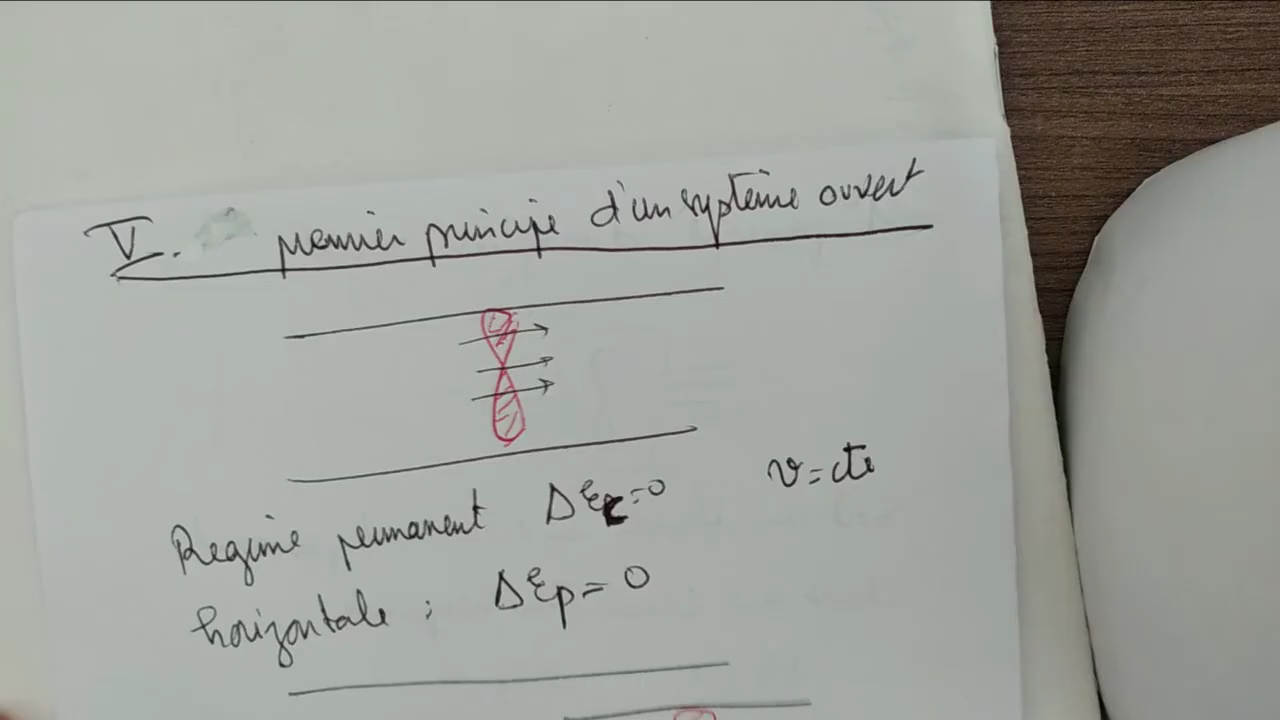 V. premier principe d'un système ouvert
Regime permanent ΔEc=0 v=cte
horizontale : ΔEp=0